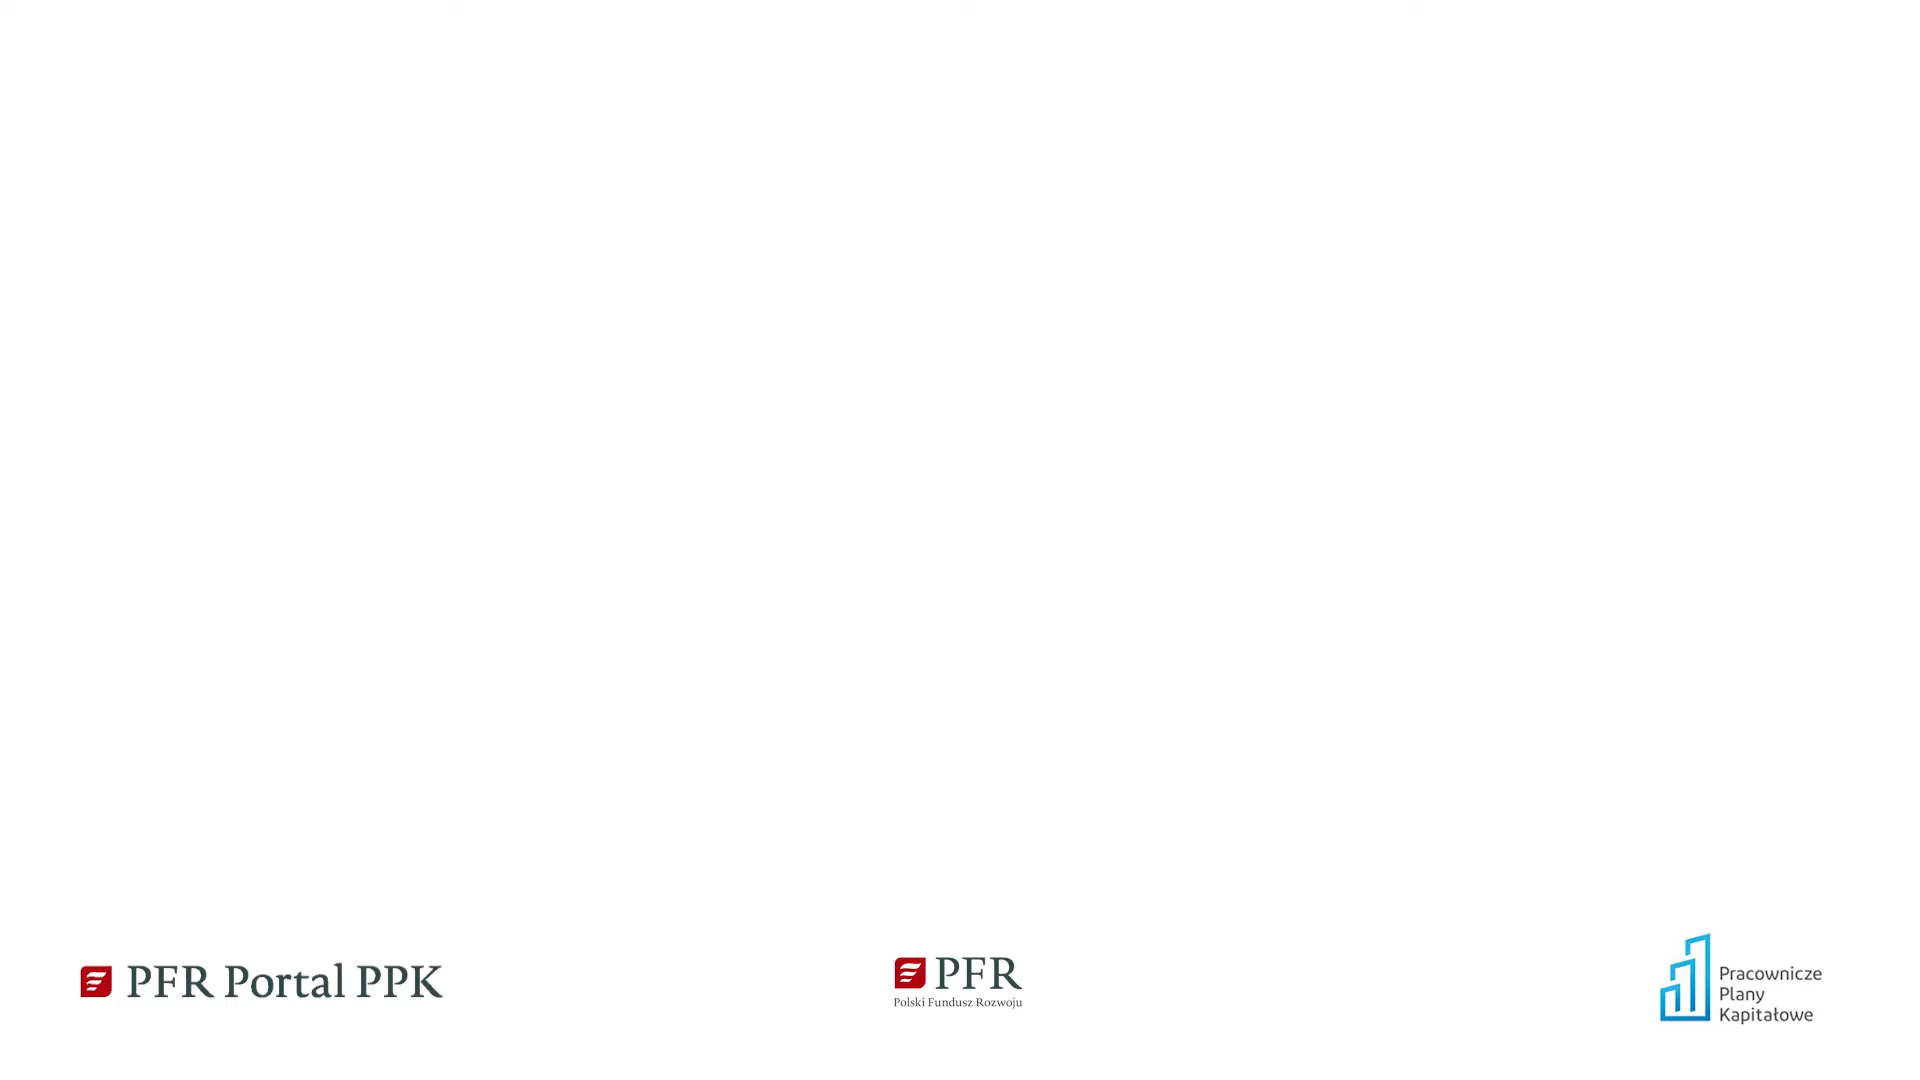 PFR Portal PPK
PFR
Polski Fundusz Rozwoju
Pracownicze
Plany
Kapitałowe